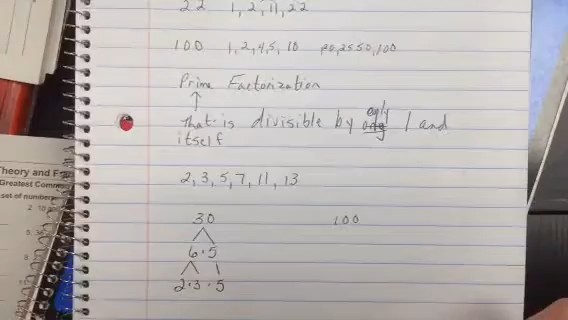 22 1, 2, 11, 22
100 1, 2, 4, 5, 10 20, 25 50, 100
Prime Factorization
that is divisible by only 1 and
itself
2, 3, 5, 7, 11, 13
30 100
6 · 5
2 · 3 · 5
Theory and F
Greatest Comm
set of number